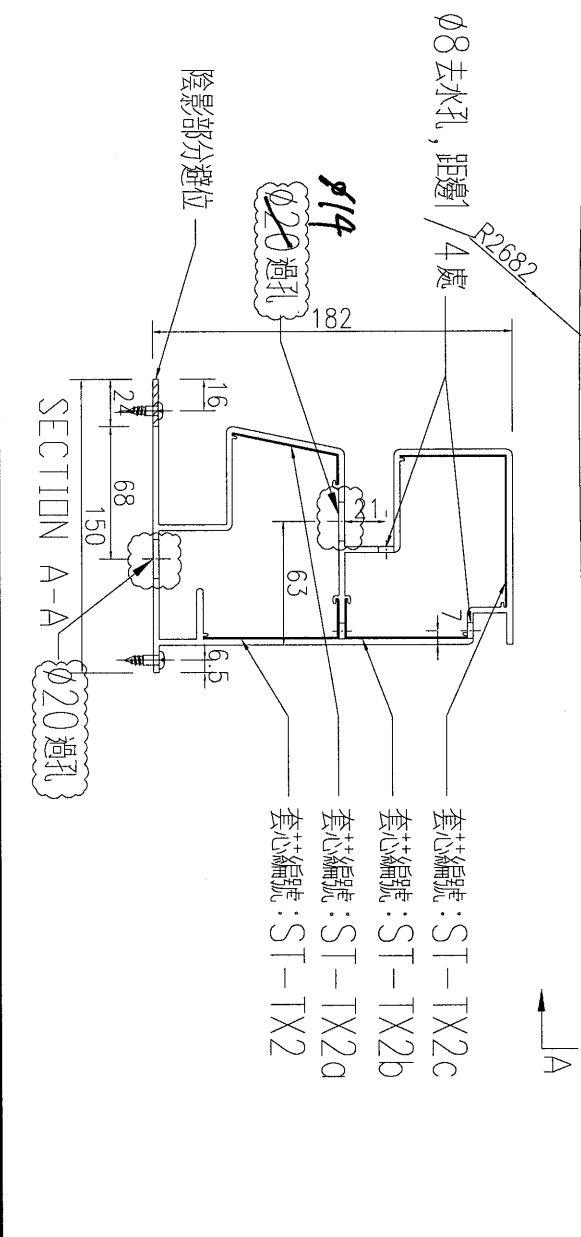 ø8去水孔,距邊1
4處
R2682
ø14
ø20過孔
陰影部分避位
182
16
24
68
150
21
63
7
6.5
SECTION A-A
ø20過孔
套芯編號:ST-TX2c
套芯編號:ST-TX2b
套芯編號:ST-TX2a
套芯編號:ST-TX2
A